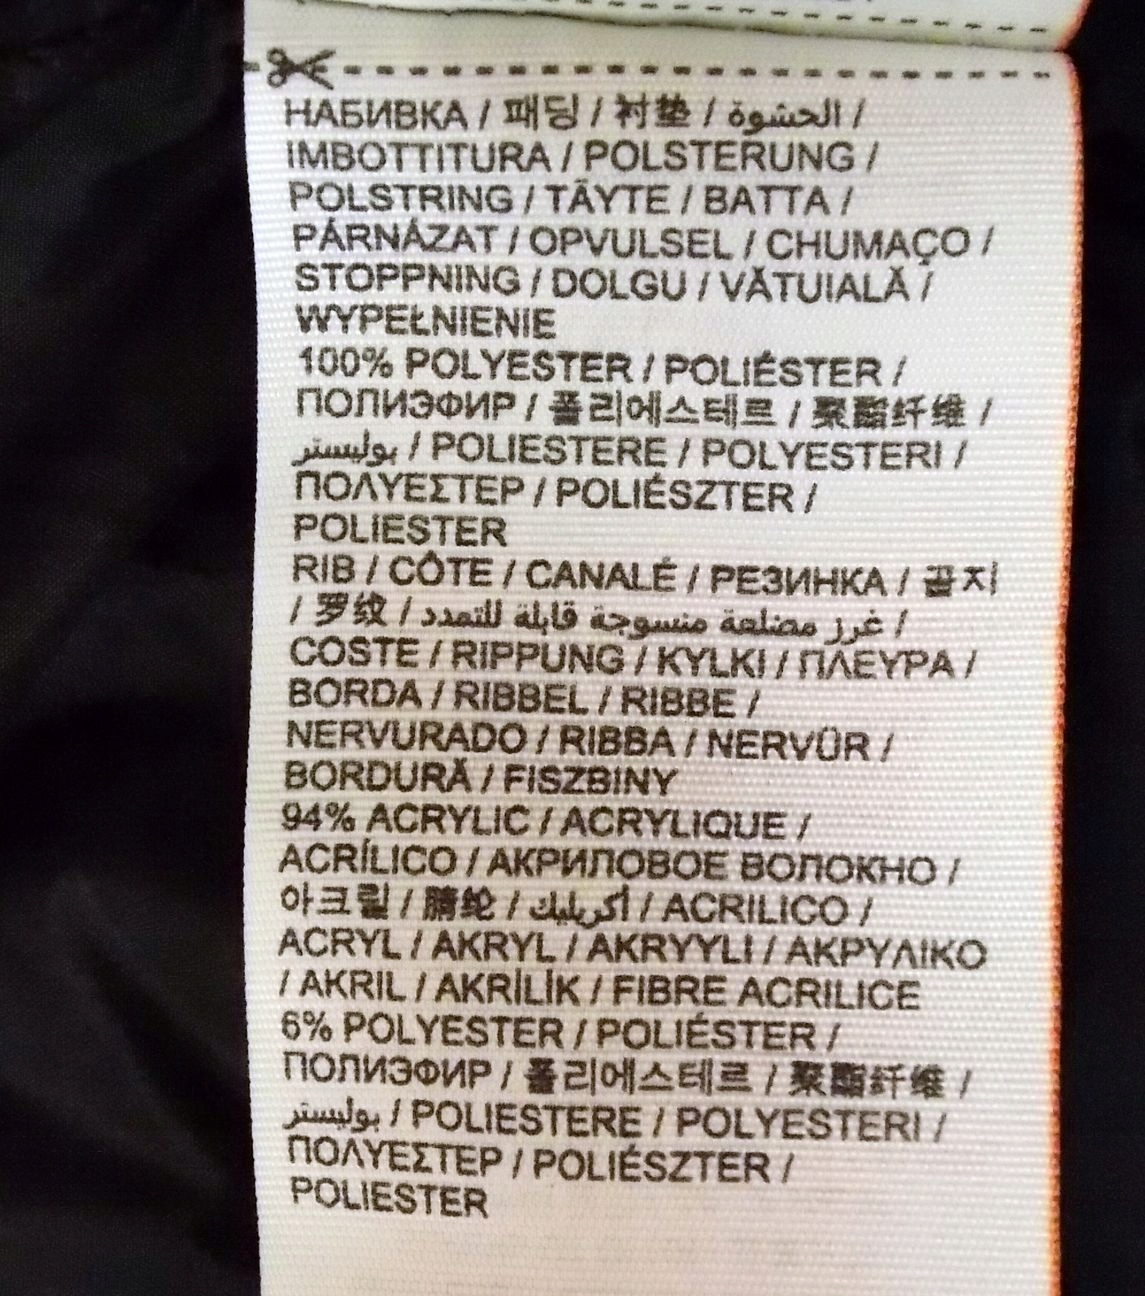 НАБИВКА / 패딩 / 衬垫 / الحشوة /
IMBOTTITURA / POLSTERUNG /
POLSTRING / TÄYTE / BATTA /
PÁRNÁZAT / OPVULSEL / CHUMAÇO /
STOPPNING / DOLGU / VĂTUIALĂ /
WYPEŁNIENIE
100% POLYESTER / POLIÉSTER /
ПОЛИЭФИР / 폴리에스테르 / 聚酯纤维 /
بوليستر / POLIESTERE / POLYESTERI /
ΠΟΛΥΕΣΤΕΡ / POLIÉSZTER /
POLIESTER
RIB / CÔTE / CANALÉ / РЕЗИНКА / 골지
/ 罗纹 / غرز مضلعة منسوجة قابلة للتمدد /
COSTE / RIPPUNG / KYLKI / ΠΛΕΥΡΑ /
BORDA / RIBBEL / RIBBE /
NERVURADO / RIBBA / NERVÜR /
BORDURĂ / FISZBINY
94% ACRYLIC / ACRYLIQUE /
ACRÍLICO / АКРИЛОВОЕ ВОЛОКНО /
아크릴 / 腈纶 / أكريليك / ACRILICO /
ACRYL / AKRYL / AKRYYLI / ΑΚΡΥΛΙΚΟ
/ AKRIL / AKRİLİK / FIBRE ACRILICE
6% POLYESTER / POLIÉSTER /
ПОЛИЭФИР / 폴리에스테르 / 聚酯纤维 /
بوليستر / POLIESTERE / POLYESTERI /
ΠΟΛΥΕΣΤΕΡ / POLIÉSZTER /
POLIESTER